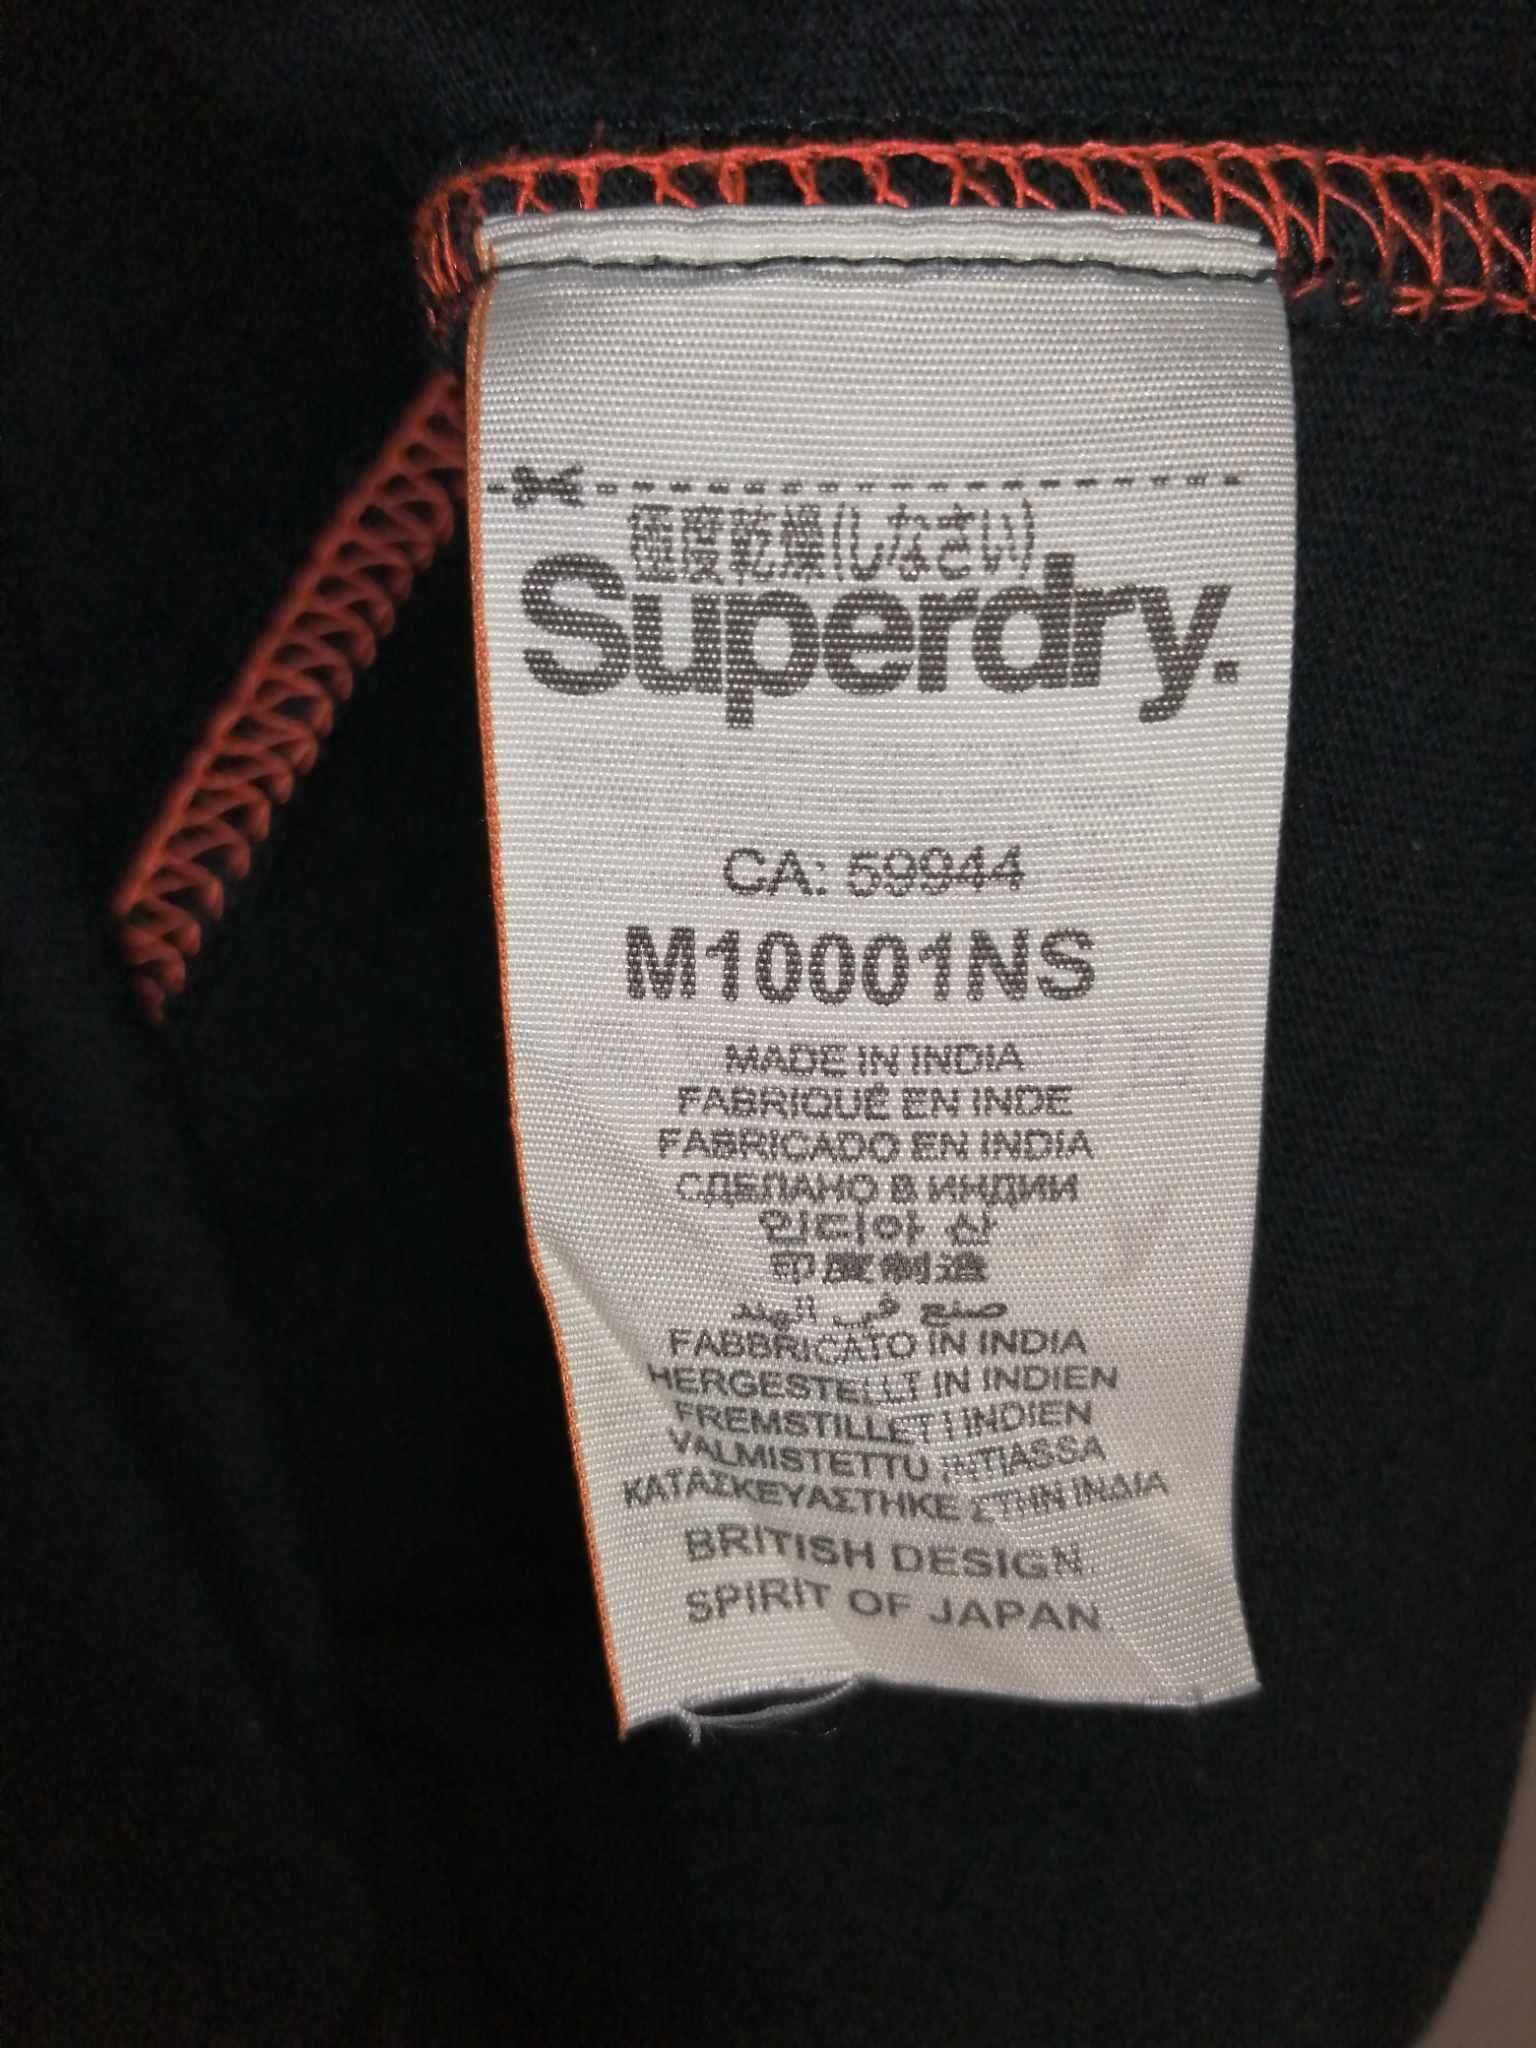 極度乾燥(しなさい)
Superdry.
CA: 59944
M10001NS
MADE IN INDIA
FABRIQUÉ EN INDE
FABRICADO EN INDIA
СДЕЛАНО В ИНДИИ
인디아 산
印度制造
صنع في الهند
FABBRICATO IN INDIA
HERGESTELLT IN INDIEN
FREMSTILLET I INDIEN
VALMISTETTU INTIASSA
ΚΑΤΑΣΚΕΥΑΣΤΗΚΕ ΣΤΗΝ ΙΝΔΙΑ
BRITISH DESIGN
SPIRIT OF JAPAN